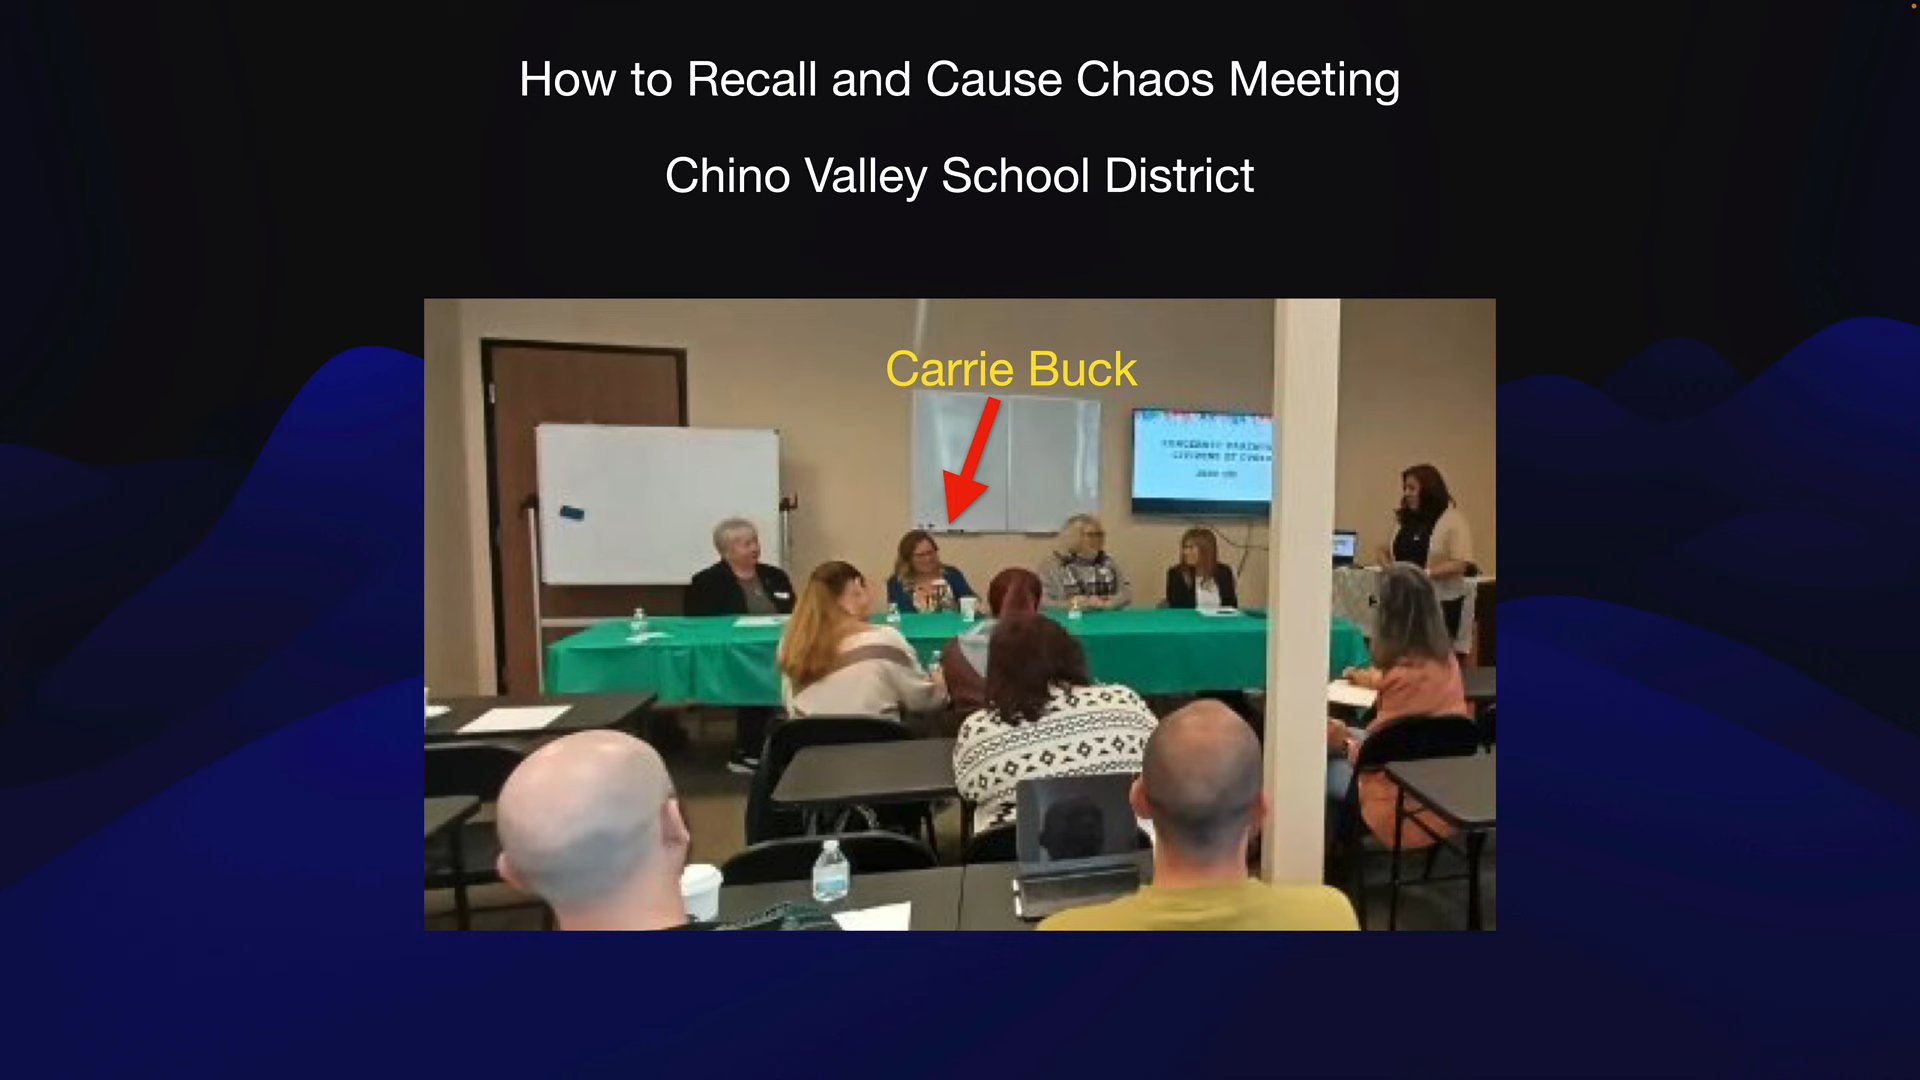 How to Recall and Cause Chaos Meeting
Chino Valley School District
Carrie Buck